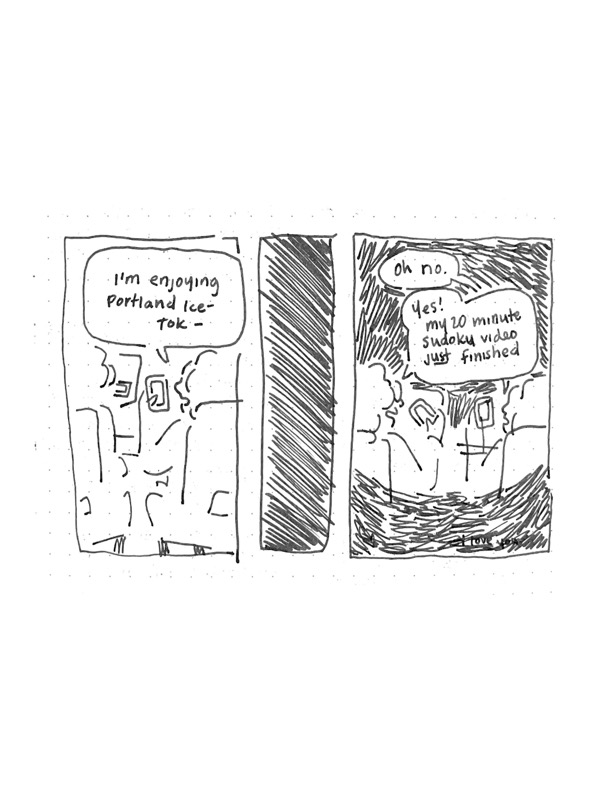 I'm enjoying
Portland Ice-
Tok -
Oh no.
Yes!
my 20 minute
sudoku video
just finished
I love you